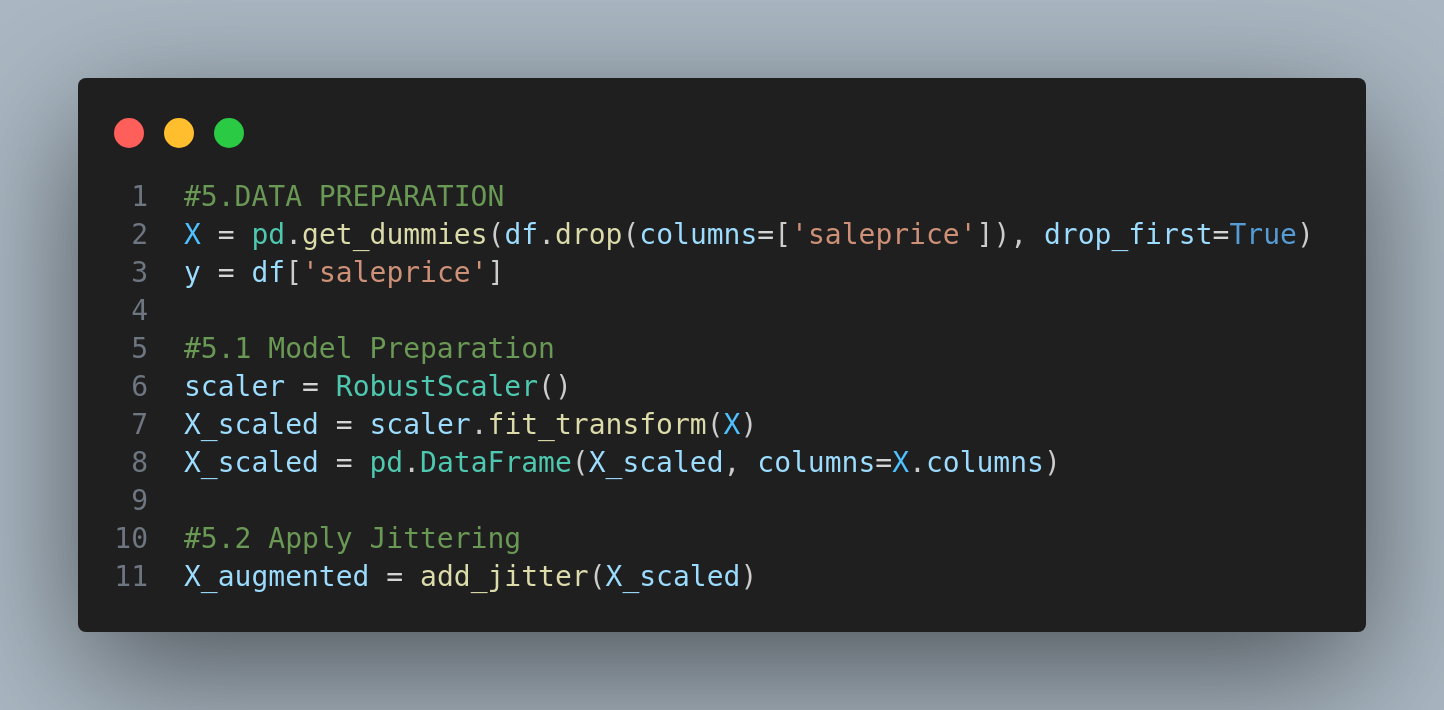 1 #5.DATA PREPARATION
2 X = pd.get_dummies(df.drop(columns=['saleprice']), drop_first=True)
3 y = df['saleprice']
4
5 #5.1 Model Preparation
6 scaler = RobustScaler()
7 X_scaled = scaler.fit_transform(X)
8 X_scaled = pd.DataFrame(X_scaled, columns=X.columns)
9
10 #5.2 Apply Jittering
11 X_augmented = add_jitter(X_scaled)